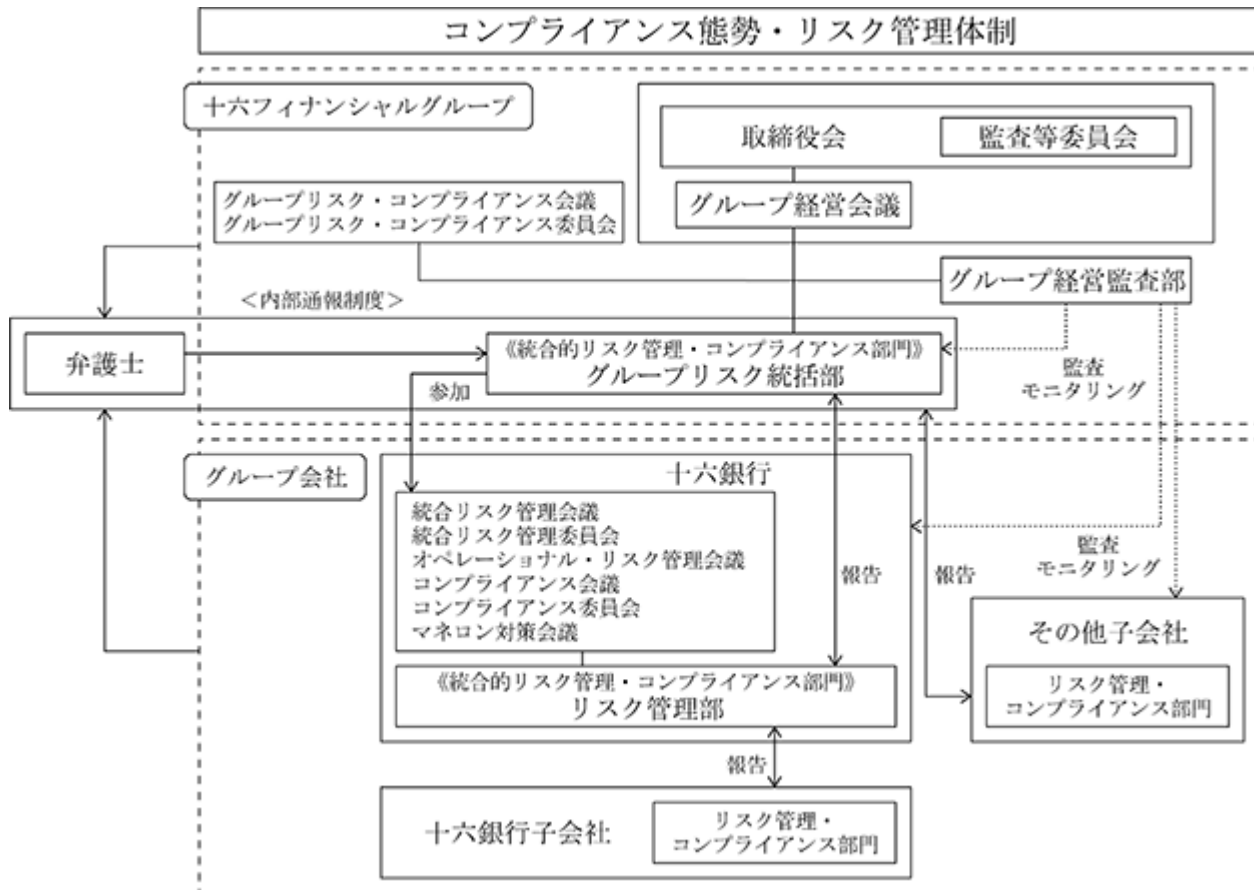 コンプライアンス態勢・リスク管理体制
十六フィナンシャルグループ
取締役会
監査等委員会
グループリスク・コンプライアンス会議
グループリスク・コンプライアンス委員会
グループ経営会議
グループ経営監査部
＜内部通報制度＞
弁護士
《統合的リスク管理・コンプライアンス部門》
グループリスク統括部
監査
モニタリング
参加
グループ会社
十六銀行
統合リスク管理会議
統合リスク管理委員会
オペレーショナル・リスク管理会議
コンプライアンス会議
コンプライアンス委員会
マネロン対策会議
報告
報告
監査
モニタリング
《統合的リスク管理・コンプライアンス部門》
リスク管理部
その他子会社
リスク管理・
コンプライアンス部門
報告
十六銀行子会社
リスク管理・
コンプライアンス部門